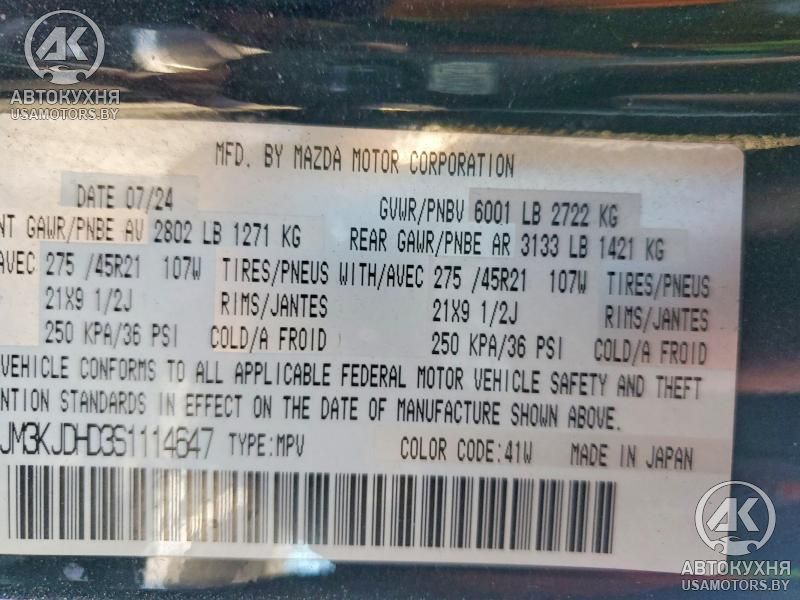 AK
АВТОКУХНЯ
USAMOTORS.BY
MFD. BY MAZDA MOTOR CORPORATION
DATE 07/24 GVWR/PNBV 6001 LB 2722 KG
NT GAWR/PNBE AV 2802 LB 1271 KG REAR GAWR/PNBE AR 3133 LB 1421 KG
AVEC 275 /45R21 107W TIRES/PNEUS WITH/AVEC 275 /45R21 107W TIRES/PNEUS
21X9 1/2J RIMS/JANTES 21X9 1/2J RIMS/JANTES
250 KPA/36 PSI COLD/A FROID 250 KPA/36 PSI COLD/A FROID
VEHICLE CONFORMS TO ALL APPLICABLE FEDERAL MOTOR VEHICLE SAFETY AND THEFT
NTION STANDARDS IN EFFECT ON THE DATE OF MANUFACTURE SHOWN ABOVE.
JM3KJDHD3S1114647 TYPE:MPV COLOR CODE:41W MADE IN JAPAN
AK
АВТОКУХНЯ
USAMOTORS.BY